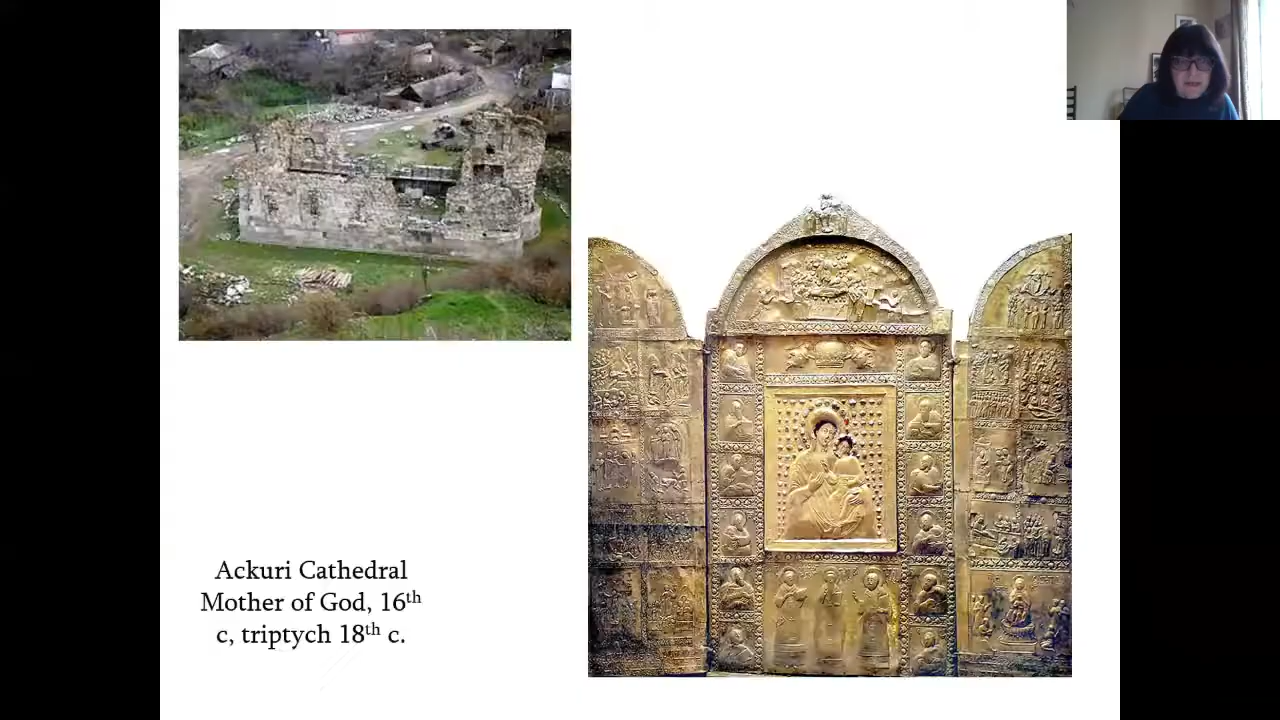 Ackuri Cathedral
Mother of God, 16th
c, triptych 18th c.